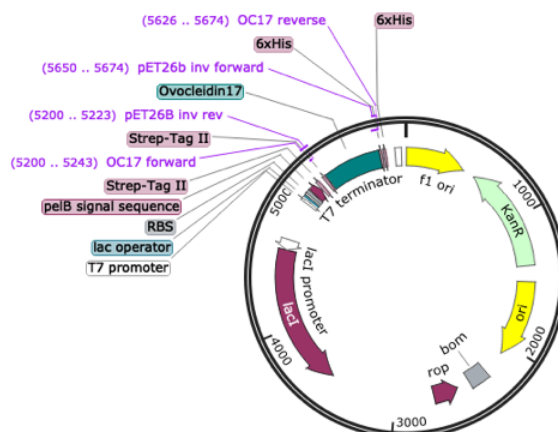 (5626 .. 5674) OC17 reverse
6xHis
6xHis
(5650 .. 5674) pET26b inv forward
Ovocleidin17
(5200 .. 5223) pET26B inv rev
Strep-Tag II
(5200 .. 5243) OC17 forward
Strep-Tag II
pelB signal sequence
RBS
lac operator
T7 promoter
5000
T7 terminator
f1 ori
1000
KanR
lacI promoter
lacI
ori
4000
2000
bom
rop
3000